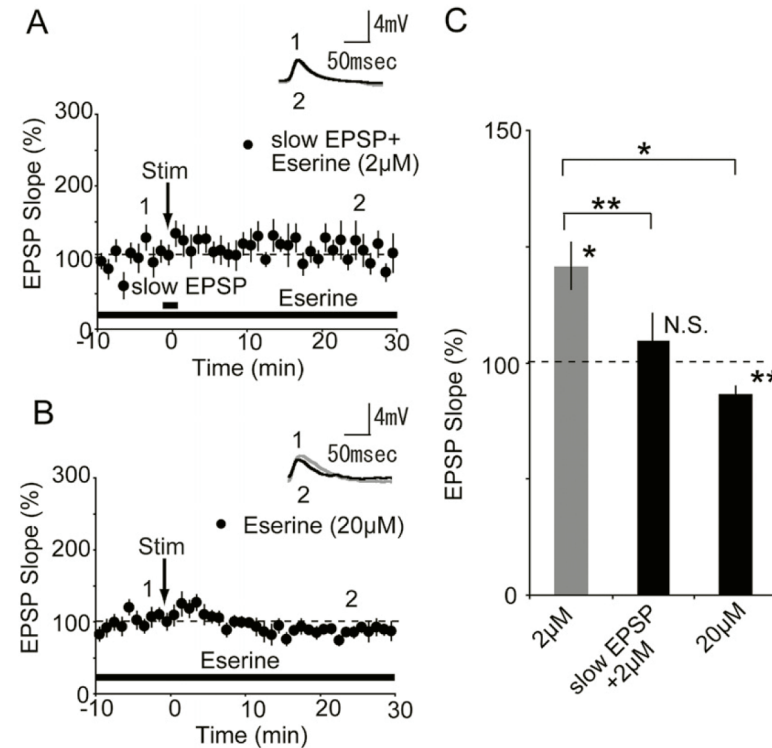 A
4mV
1
50msec
2
300
200
100
0
EPSP Slope (%)
slow EPSP+
Eserine (2µM)
Stim
1
2
slow EPSP
Eserine
-10
0
10
20
30
Time (min)
B
4mV
1
50msec
2
300
200
100
0
EPSP Slope (%)
Eserine (20µM)
Stim
1
2
Eserine
-10
0
10
20
30
Time (min)
C
150
100
0
EPSP Slope (%)
*
**
*
N.S.
**
2µM
slow EPSP
+2µM
20µM